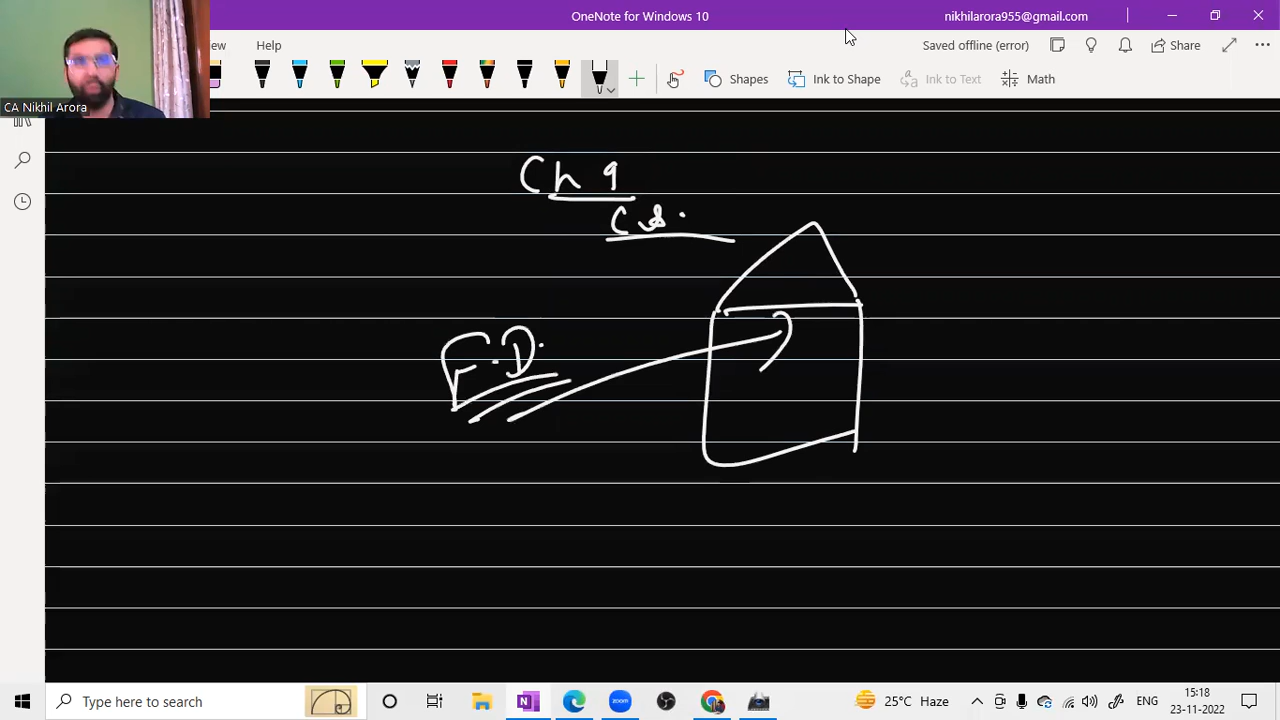 OneNote for Windows 10
nikhilarora955@gmail.com
ew
Help
Saved offline (error)
Share
Shapes
Ink to Shape
Ink to Text
Math
CA Nikhil Arora
Ch 9
F.D.
Type here to search
25°C Haze
15:18
23-11-2022